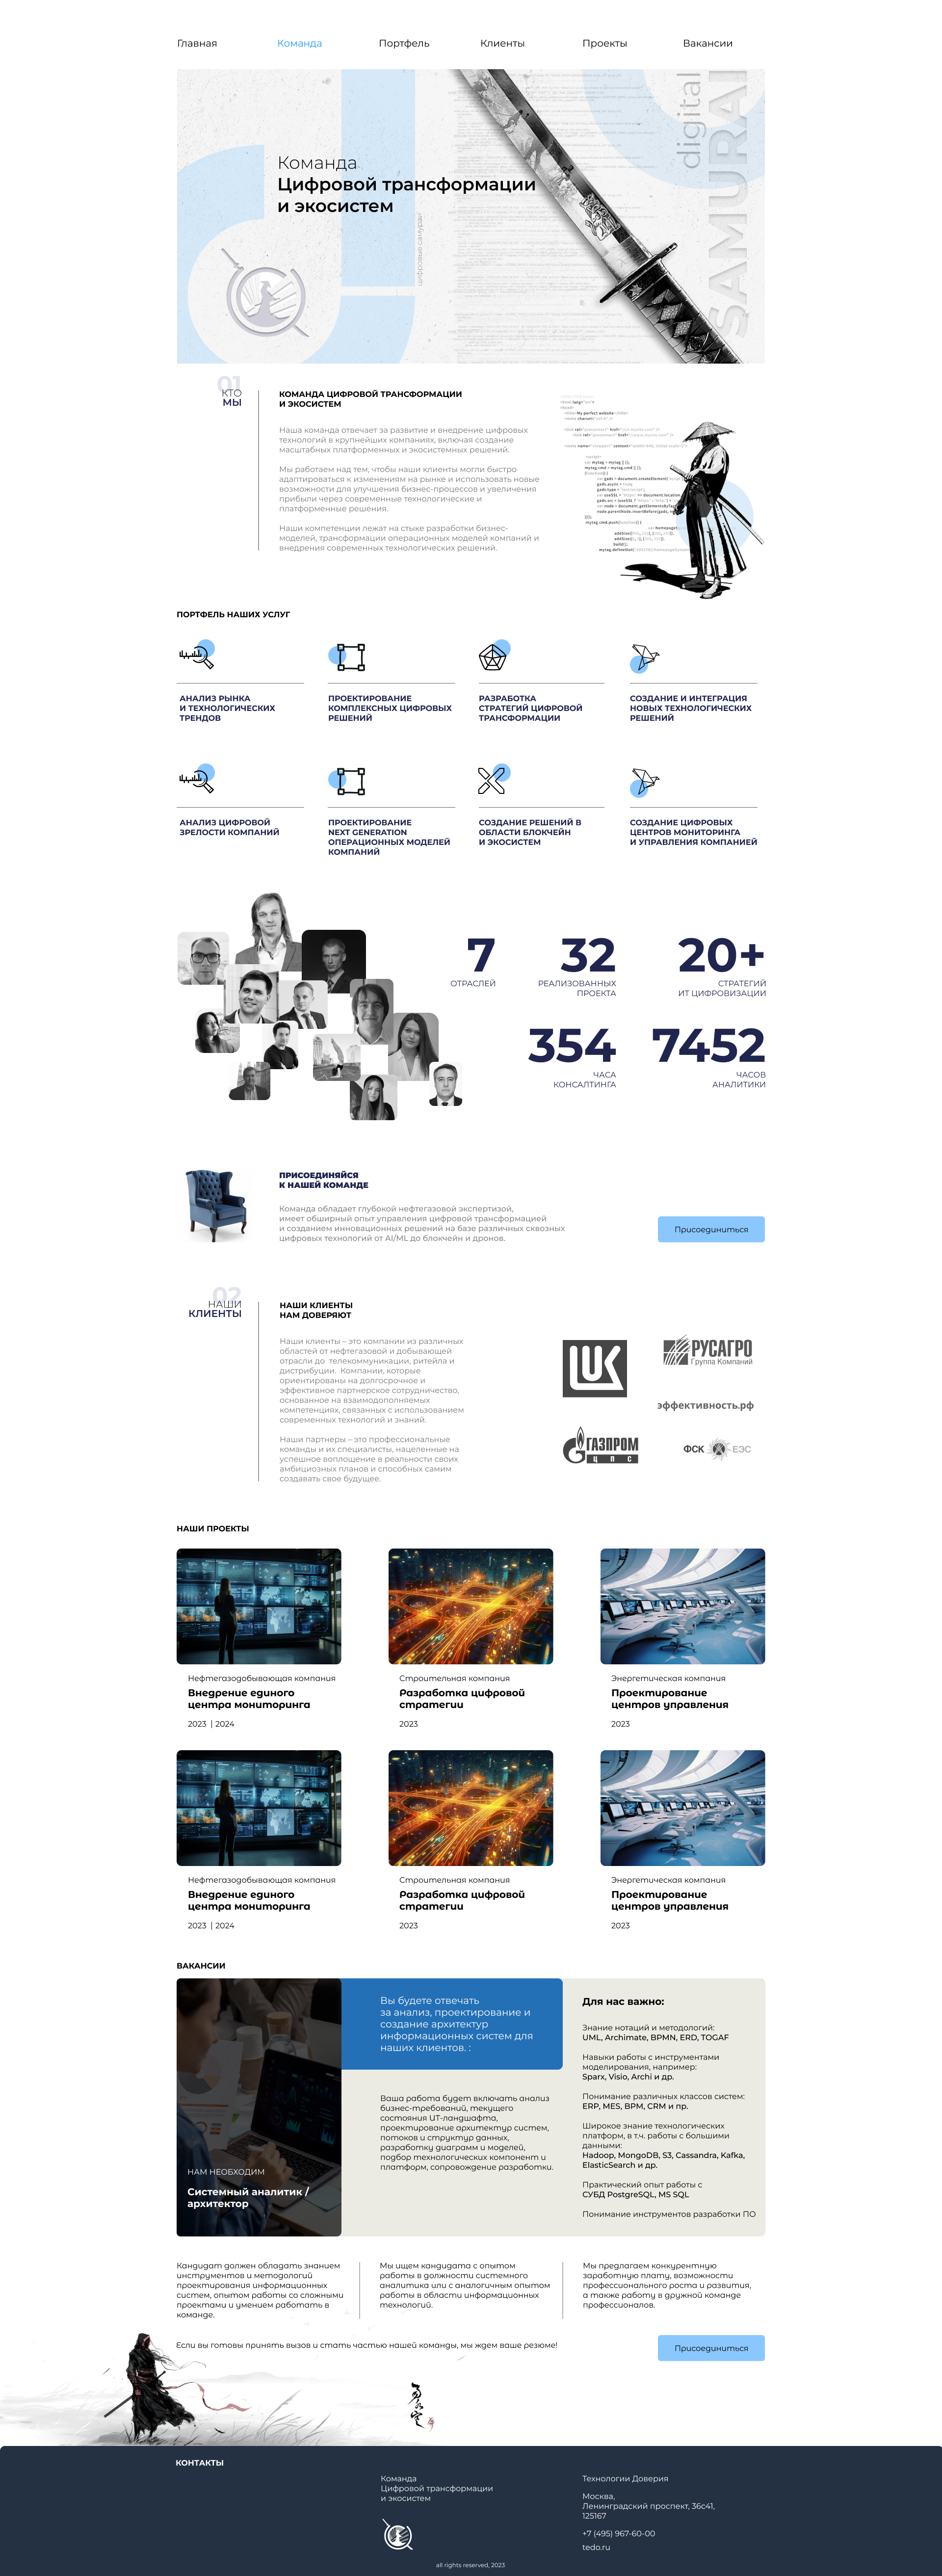 Главная
Команда
Портфель
Клиенты
Проекты
Вакансии
digital
SAMURAI
Команда
Цифровой трансформации
и экосистем
цифровые самураи
01
КТО
МЫ
КОМАНДА ЦИФРОВОЙ ТРАНСФОРМАЦИИ
И ЭКОСИСТЕМ
Наша команда отвечает за развитие и внедрение цифровых
технологий в крупнейших компаниях, включая создание
масштабных платформенных и экосистемных решений.
Мы работаем над тем, чтобы наши клиенты могли быстро
адаптироваться к изменениям на рынке и использовать новые
возможности для улучшения бизнес-процессов и увеличения
прибыли через современные технологические и
платформенные решения.
Наши компетенции лежат на стыке разработки бизнес-
моделей, трансформации операционных моделей компаний и
внедрения современных технологических решений.
ПОРТФЕЛЬ НАШИХ УСЛУГ
АНАЛИЗ РЫНКА
И ТЕХНОЛОГИЧЕСКИХ
ТРЕНДОВ
ПРОЕКТИРОВАНИЕ
КОМПЛЕКСНЫХ ЦИФРОВЫХ
РЕШЕНИЙ
РАЗРАБОТКА
СТРАТЕГИЙ ЦИФРОВОЙ
ТРАНСФОРМАЦИИ
СОЗДАНИЕ И ИНТЕГРАЦИЯ
НОВЫХ ТЕХНОЛОГИЧЕСКИХ
РЕШЕНИЙ
АНАЛИЗ ЦИФРОВОЙ
ЗРЕЛОСТИ КОМПАНИЙ
ПРОЕКТИРОВАНИЕ
NEXT GENERATION
ОПЕРАЦИОННЫХ МОДЕЛЕЙ
КОМПАНИЙ
СОЗДАНИЕ РЕШЕНИЙ В
ОБЛАСТИ БЛОКЧЕЙН
И ЭКОСИСТЕМ
СОЗДАНИЕ ЦИФРОВЫХ
ЦЕНТРОВ МОНИТОРИНГА
И УПРАВЛЕНИЯ КОМПАНИЕЙ
7
ОТРАСЛЕЙ
32
РЕАЛИЗОВАННЫХ
ПРОЕКТА
20+
СТРАТЕГИЙ
ИТ ЦИФРОВИЗАЦИИ
354
ЧАСА
КОНСАЛТИНГА
7452
ЧАСОВ
АНАЛИТИКИ
ПРИСОЕДИНЯЙСЯ
К НАШЕЙ КОМАНДЕ
Команда обладает глубокой нефтегазовой экспертизой,
имеет обширный опыт управления цифровой трансформацией
и созданием инновационных решений на базе различных сквозных
цифровых технологий от AI/ML до блокчейн и дронов.
Присоединиться
02
НАШИ
КЛИЕНТЫ
НАШИ КЛИЕНТЫ
НАМ ДОВЕРЯЮТ
Наши клиенты – это компании из различных
областей от нефтегазовой и добывающей
отрасли до телекоммуникации, ритейла и
дистрибуции. Компании, которые
ориентированы на долгосрочное и
эффективное партнерское сотрудничество,
основанное на взаимодополняемых
компетенциях, связанных с использованием
современных технологий и знаний.
Наши партнеры – это профессиональные
команды и их специалисты, нацеленные на
успешное воплощение в реальности своих
амбициозных планов и способных самим
создавать свое будущее.
LUK
РУСАГРО
Группа Компаний
эффективность.рф
ГАЗПРОМ
ЦПС
ФСК ЕЭС
НАШИ ПРОЕКТЫ
Нефтегазодобывающая компания
Внедрение единого
центра мониторинга
2023 | 2024
Строительная компания
Разработка цифровой
стратегии
2023
Энергетическая компания
Проектирование
центров управления
2023
Нефтегазодобывающая компания
Внедрение единого
центра мониторинга
2023 | 2024
Строительная компания
Разработка цифровой
стратегии
2023
Энергетическая компания
Проектирование
центров управления
2023
ВАКАНСИИ
НАМ НЕОБХОДИМ
Системный аналитик /
архитектор
Вы будете отвечать
за анализ, проектирование и
создание архитектур
информационных систем для
наших клиентов. :
Ваша работа будет включать анализ
бизнес-требований, текущего
состояния ИТ-ландшафта,
проектирование архитектур систем,
потоков и структур данных,
разработку диаграмм и моделей,
подбор технологических компонент и
платформ, сопровождение разработки.
Для нас важно:
Знание нотаций и методологий:
UML, Archimate, BPMN, ERD, TOGAF
Навыки работы с инструментами
моделирования, например:
Sparx, Visio, Archi и др.
Понимание различных классов систем:
ERP, MES, BPM, CRM и пр.
Широкое знание технологических
платформ, в т.ч. работы с большими
данными:
Hadoop, MongoDB, S3, Cassandra, Kafka,
ElasticSearch и др.
Практический опыт работы с
СУБД PostgreSQL, MS SQL
Понимание инструментов разработки ПО
Кандидат должен обладать знанием
инструментов и методологий
проектирования информационных
систем, опытом работы со сложными
проектами и умением работать в
команде.
Мы ищем кандидата с опытом
работы в должности системного
аналитика или с аналогичным опытом
работы в области информационных
технологий.
Мы предлагаем конкурентную
заработную плату, возможности
профессионального роста и развития,
а также работу в дружной команде
профессионалов.
Если вы готовы принять вызов и стать частью нашей команды, мы ждем ваше резюме!
Присоединиться
КОНТАКТЫ
Команда
Цифровой трансформации
и экосистем
Технологии Доверия
Москва,
Ленинградский проспект, 36с41,
125167
+7 (495) 967-60-00
tedo.ru
all rights reserved, 2023